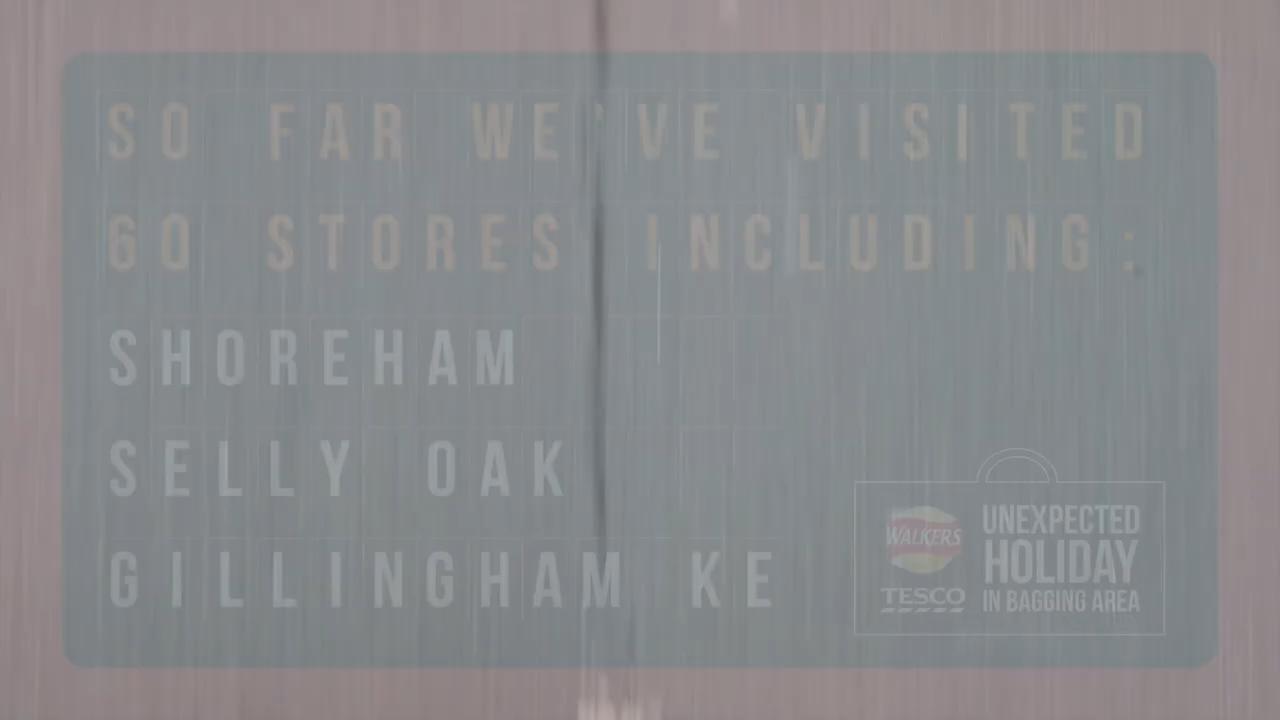 SO FAR WE'VE VISITED
60 STORES INCLUDING:
SHOREHAM
SELLY OAK
GILLINGHAM KE
WALKERS
TESCO
UNEXPECTED
HOLIDAY
IN BAGGING AREA